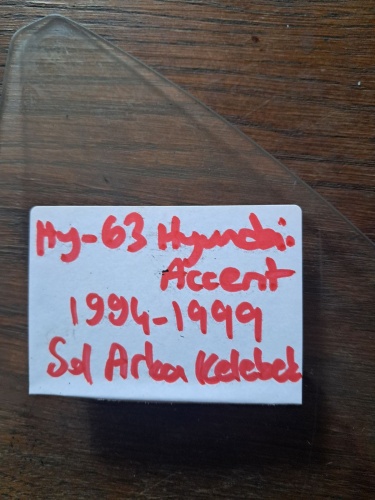 Hy-63 Hyundai
Accent
1994-1999
Sol Arka Kelebek